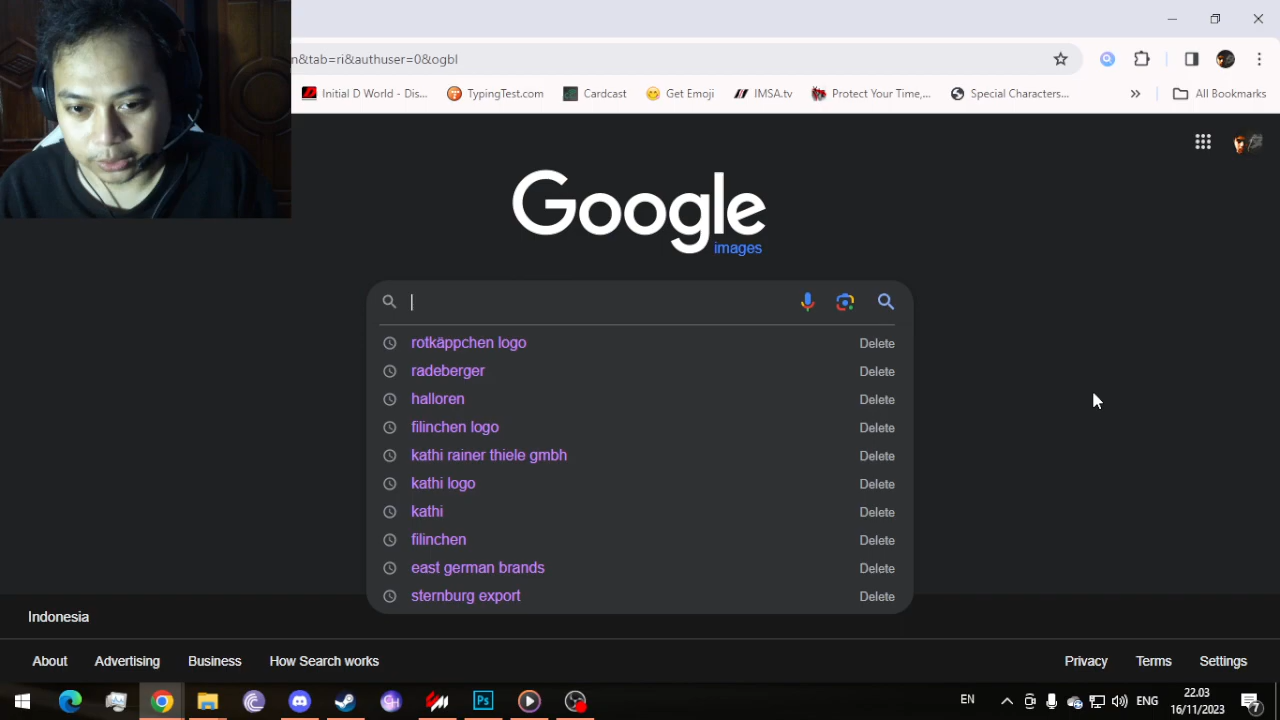 n&tab=ri&authuser=0&ogbl
Initial D World - Dis...
TypingTest.com
Cardcast
Get Emoji
IMSA.tv
Protect Your Time,...
Special Characters...
All Bookmarks
Google
images
rotkäppchen logo Delete
radeberger Delete
halloren Delete
filinchen logo Delete
kathi rainer thiele gmbh Delete
kathi logo Delete
kathi Delete
filinchen Delete
east german brands Delete
sternburg export Delete
Indonesia
About Advertising Business How Search works Privacy Terms Settings
Ps
EN
ENG
22.03
16/11/2023
7